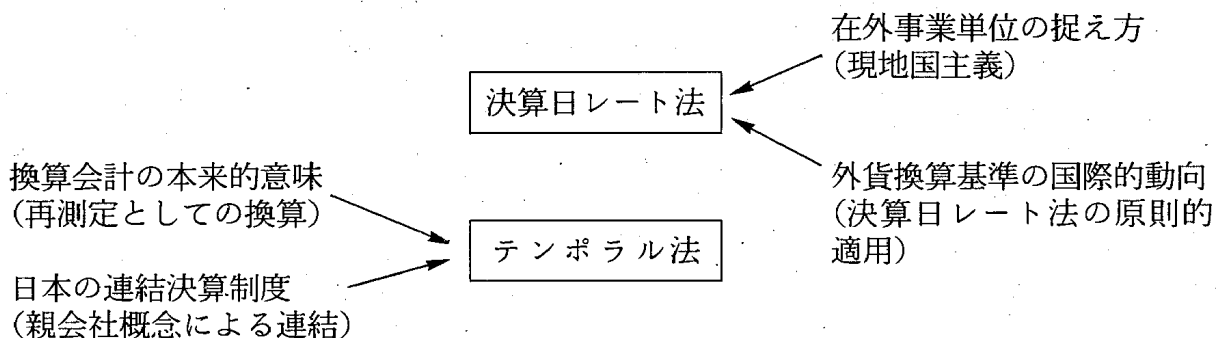 在外事業単位の捉え方
(現地国主義)
決算日レート法
換算会計の本来的意味
(再測定としての換算)
外貨換算基準の国際的動向
(決算日レート法の原則的
適用)
テンポラル法
日本の連結決算制度
(親会社概念による連結)